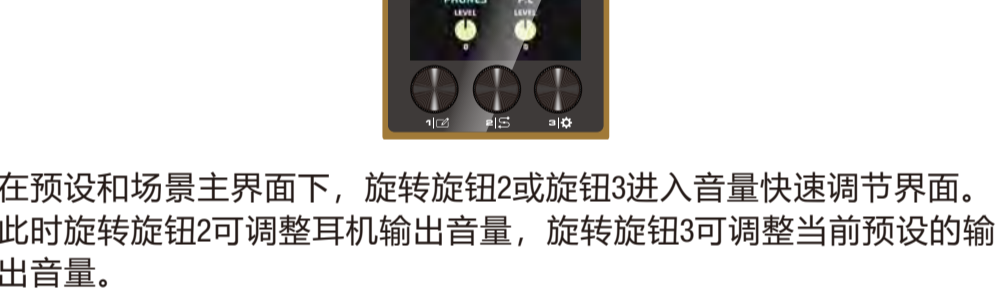 LEVEL LEVEL
0 0
1 2 3
在预设和场景主界面下，旋转旋钮2或旋钮3进入音量快速调节界面。
此时旋转旋钮2可调整耳机输出音量，旋转旋钮3可调整当前预设的输
出音量。